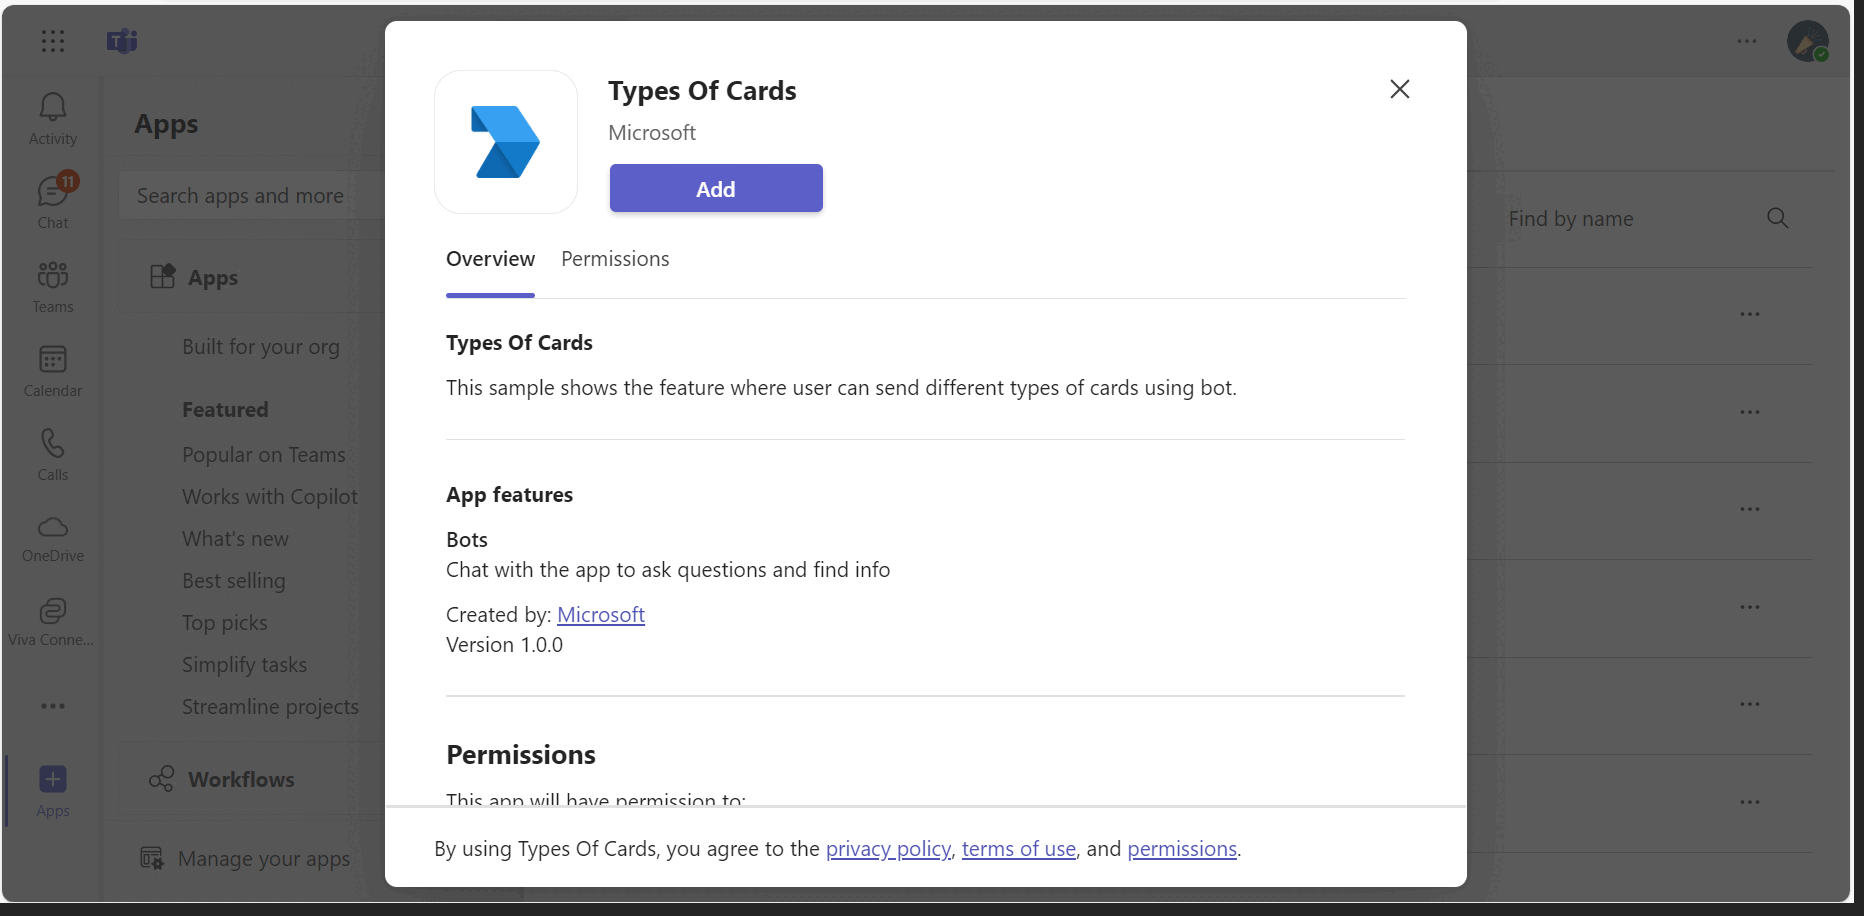 Activity
11
Chat
Teams
Calendar
Calls
OneDrive
Viva Conne...
Apps
Apps
Search apps and more
Apps
Built for your org
Featured
Popular on Teams
Works with Copilot
What's new
Best selling
Top picks
Simplify tasks
Streamline projects
Workflows
Manage your apps
Types Of Cards
Microsoft
Add
Overview Permissions
Types Of Cards
This sample shows the feature where user can send different types of cards using bot.
App features
Bots
Chat with the app to ask questions and find info
Created by: Microsoft
Version 1.0.0
Permissions
This app will have permission to:
By using Types Of Cards, you agree to the privacy policy, terms of use, and permissions.
Find by name